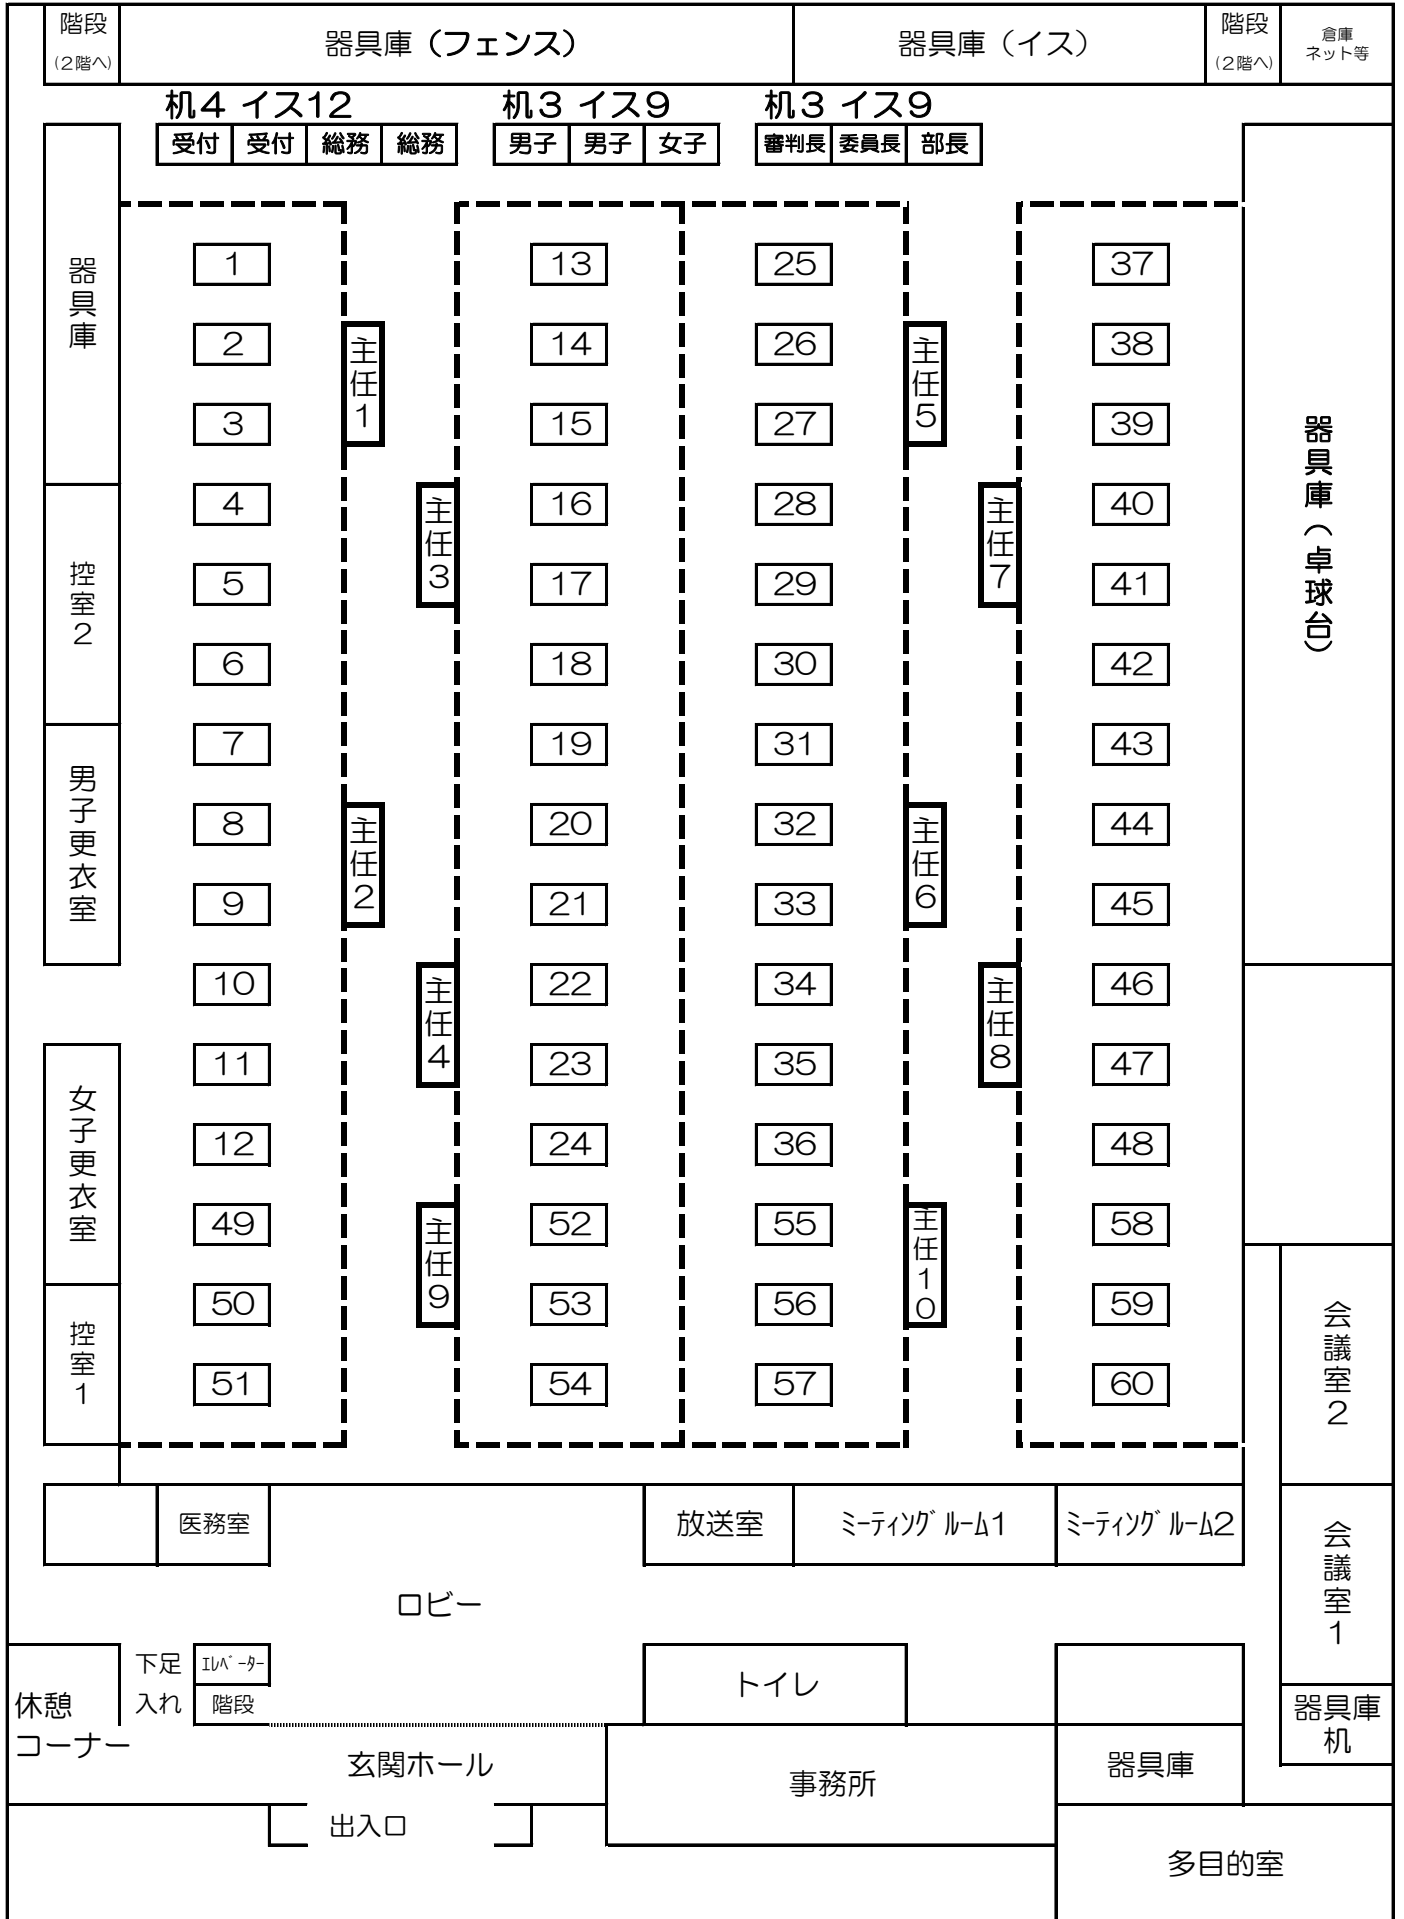 階段
(2階へ)
器具庫（フェンス）
器具庫（イス）
階段
(2階へ)
倉庫
ネット等
机4 イス12
机3 イス9
机3 イス9
受付 受付 総務 総務
男子 男子 女子
審判長 委員長 部長
器具庫
控室2
男子更衣室
女子更衣室
控室1
1 13 25 37
2 14 26 38
3 15 27 39
4 16 28 40
5 17 29 41
6 18 30 42
7 19 31 43
8 20 32 44
9 21 33 45
10 22 34 46
11 23 35 47
12 24 36 48
49 52 55 58
50 53 56 59
51 54 57 60
主任1
主任2
主任3
主任4
主任9
主任5
主任6
主任10
主任7
主任8
器具庫（卓球台）
会議室2
会議室1
器具庫
机
医務室
放送室
ﾐｰﾃｨﾝｸﾞﾙｰﾑ1
ﾐｰﾃｨﾝｸﾞﾙｰﾑ2
ロビー
下足
入れ
ｴﾚﾍﾞｰﾀｰ
階段
休憩
コーナー
トイレ
玄関ホール
事務所
器具庫
出入口
多目的室